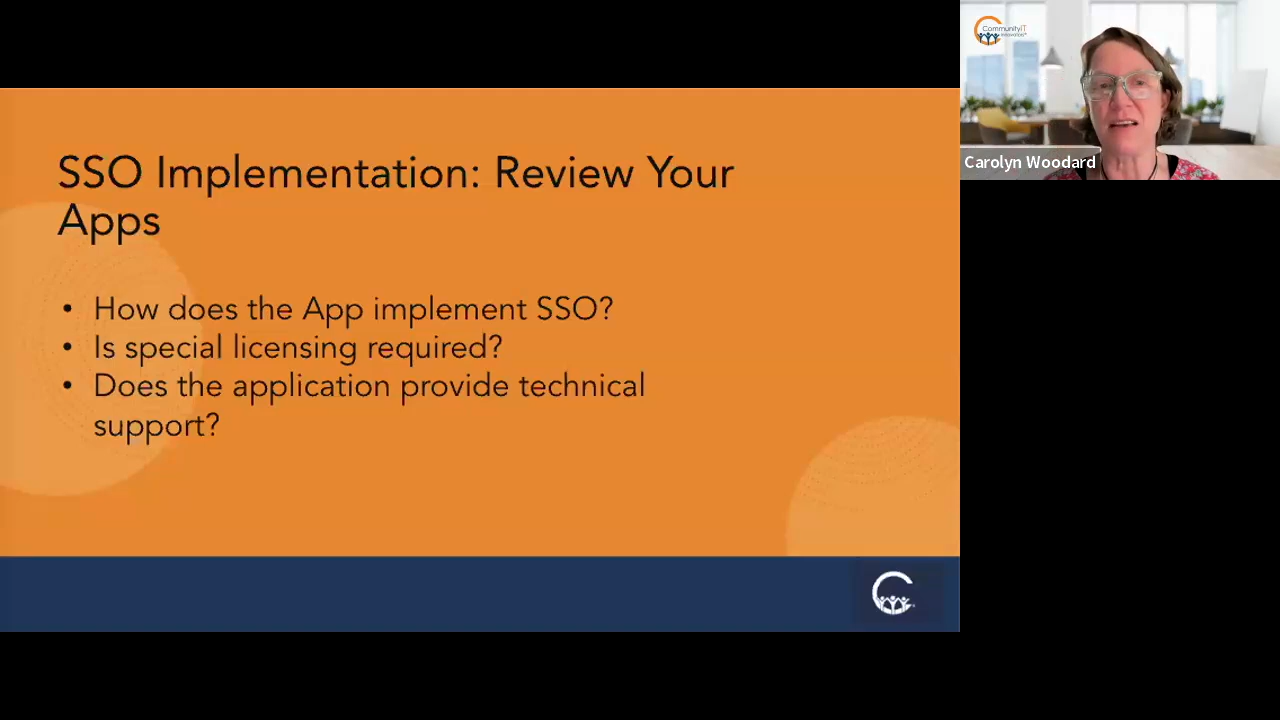 SSO Implementation: Review Your
Apps
• How does the App implement SSO?
• Is special licensing required?
• Does the application provide technical
support?
CommunityIT
Innovators
Carolyn Woodard